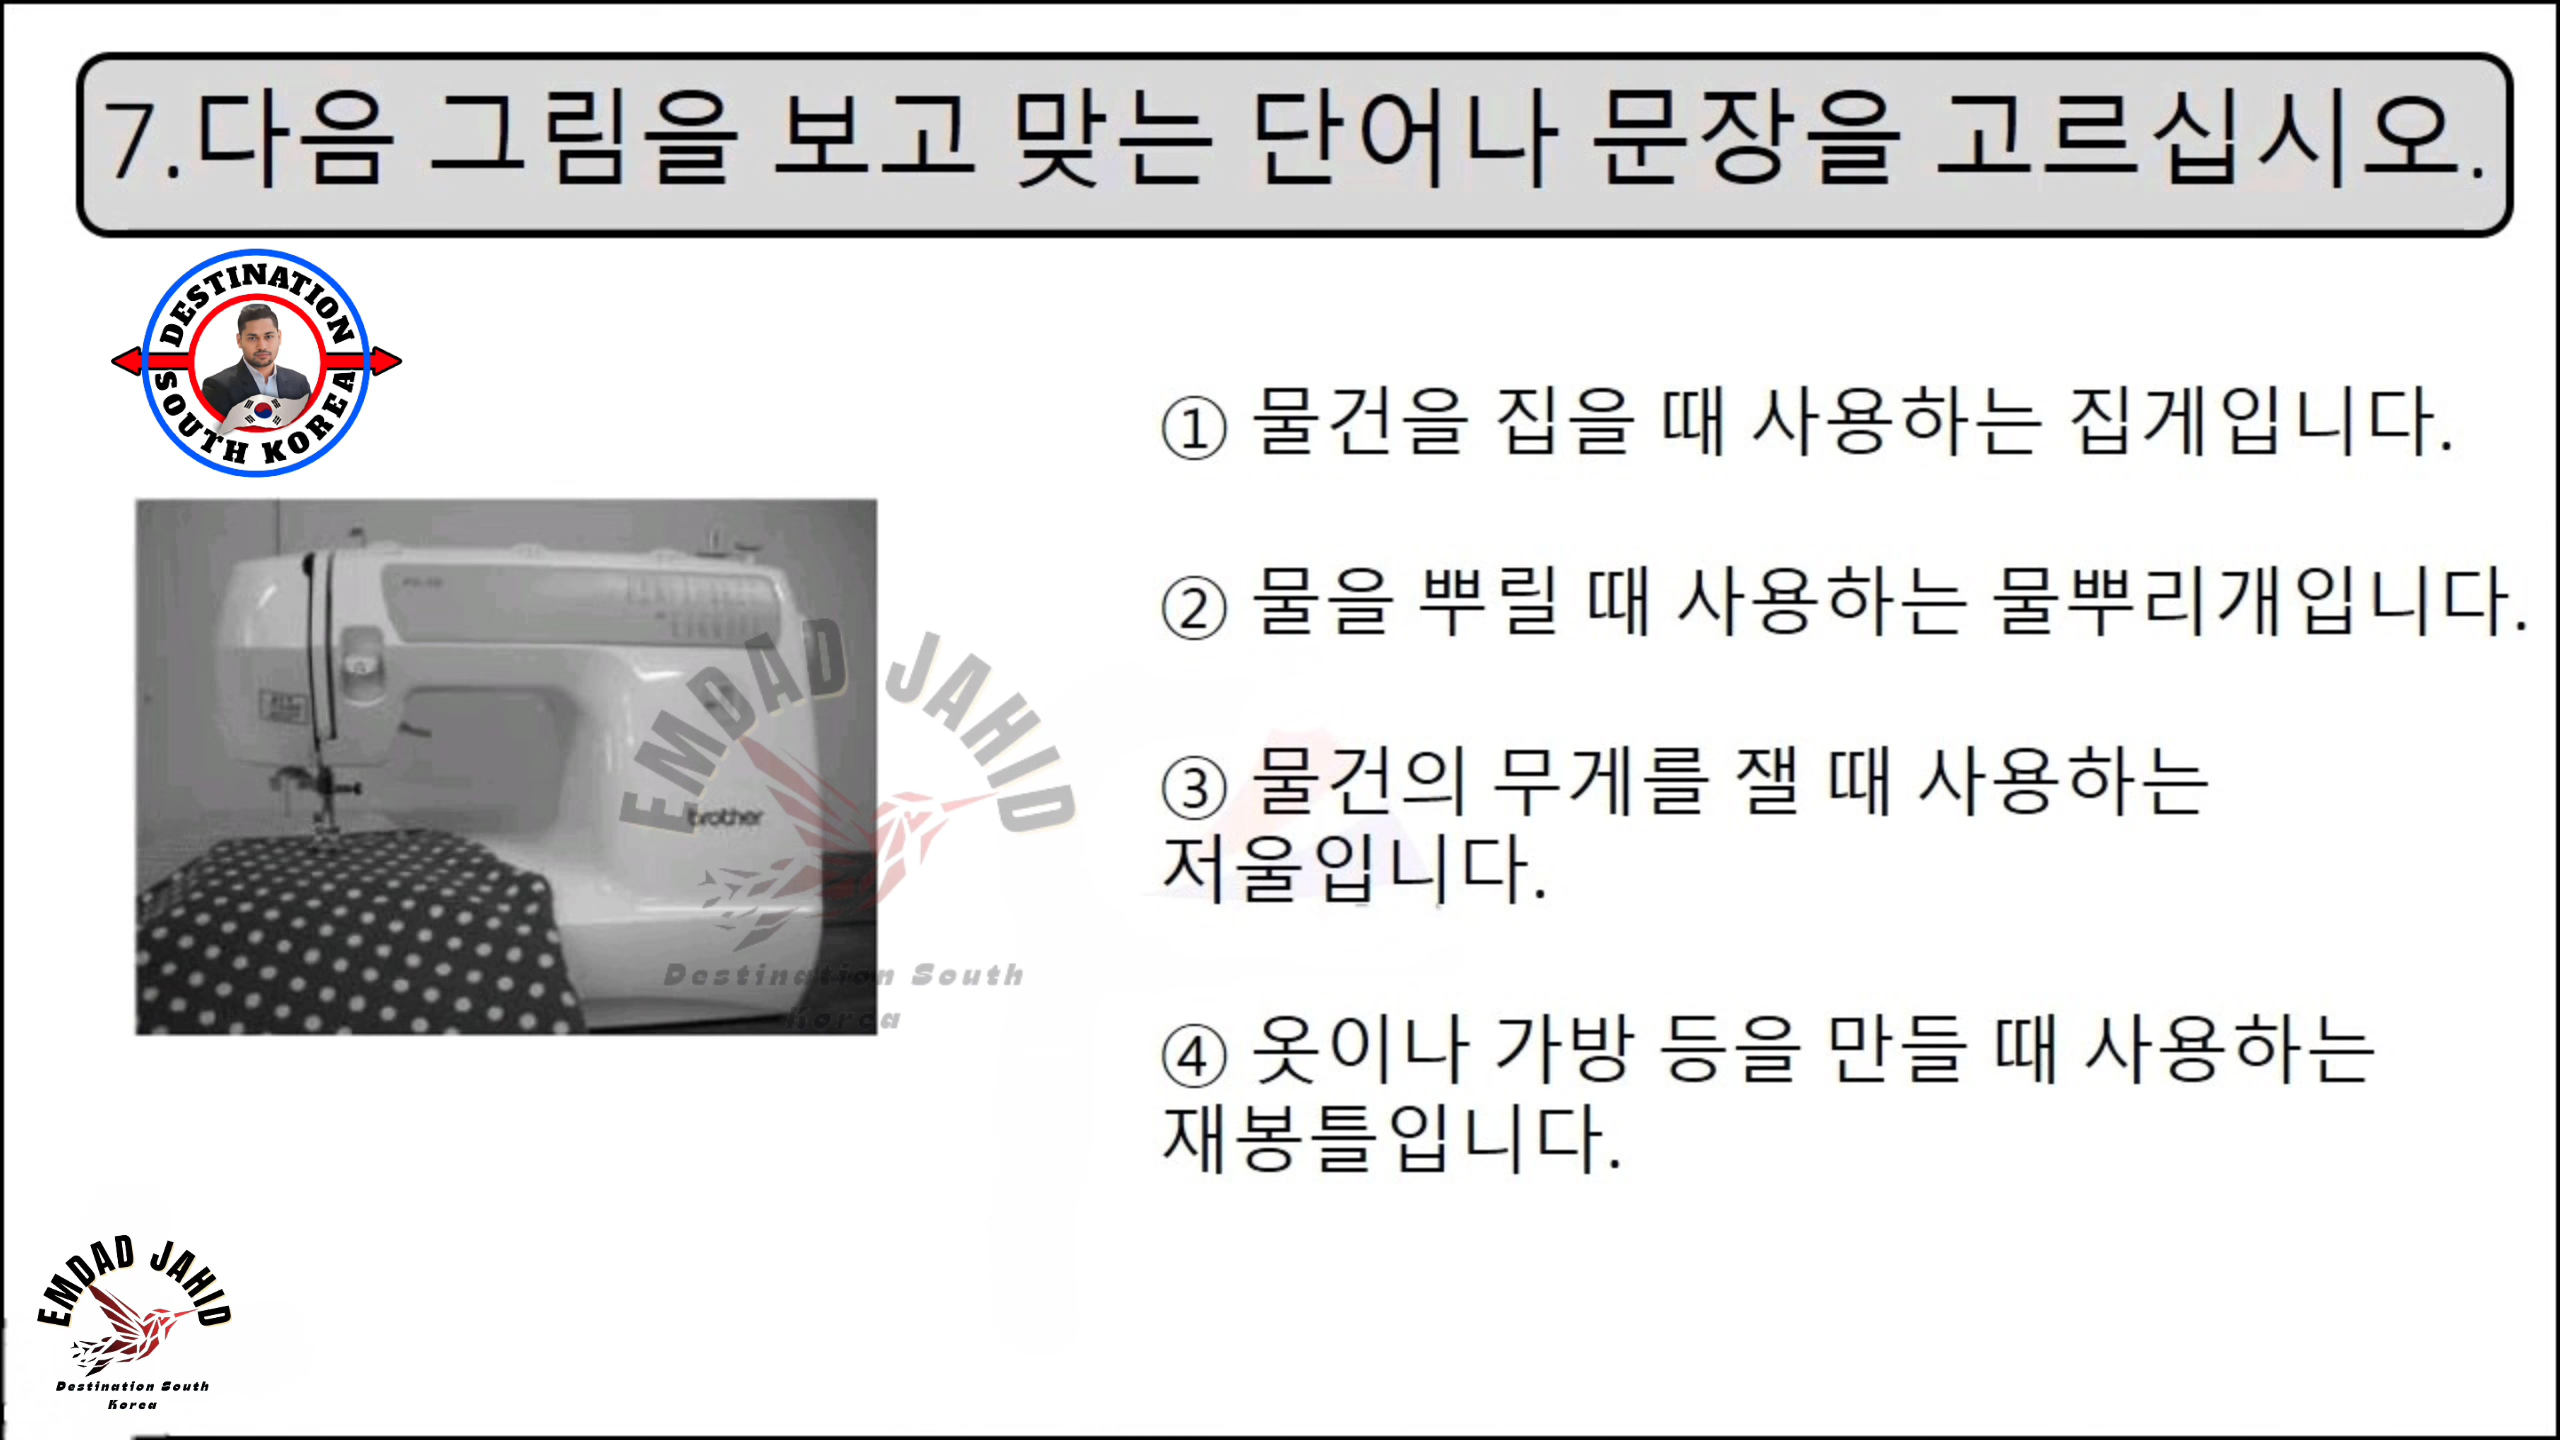 7.다음 그림을 보고 맞는 단어나 문장을 고르십시오.
DESTINATION
SOUTH KOREA
① 물건을 집을 때 사용하는 집게입니다.
② 물을 뿌릴 때 사용하는 물뿌리개입니다.
③ 물건의 무게를 잴 때 사용하는
저울입니다.
④ 옷이나 가방 등을 만들 때 사용하는
재봉틀입니다.
brother
EMDAD JAHID
Destination South
Korea
EMDAD JAHID
Destination South
Korea